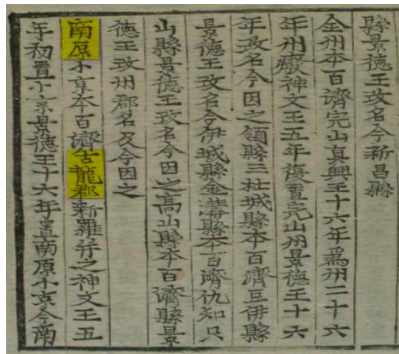 縣景德王改名今新昌縣
全州本百濟完山真興王十六年爲州二十六
年州癈神文王五年復置完山州景德王十六
年改名今因之領縣三杜城縣本百濟豆伊縣
景德王改名今伊城縣金溝縣本百濟仇知只
山縣景德王改名今因之高山縣本百濟縣景
德王改州郡名及今因之
南原小亰本百濟古龍郡新羅并之神文王五
年初置小亰景德王十六年置南原小亰今南